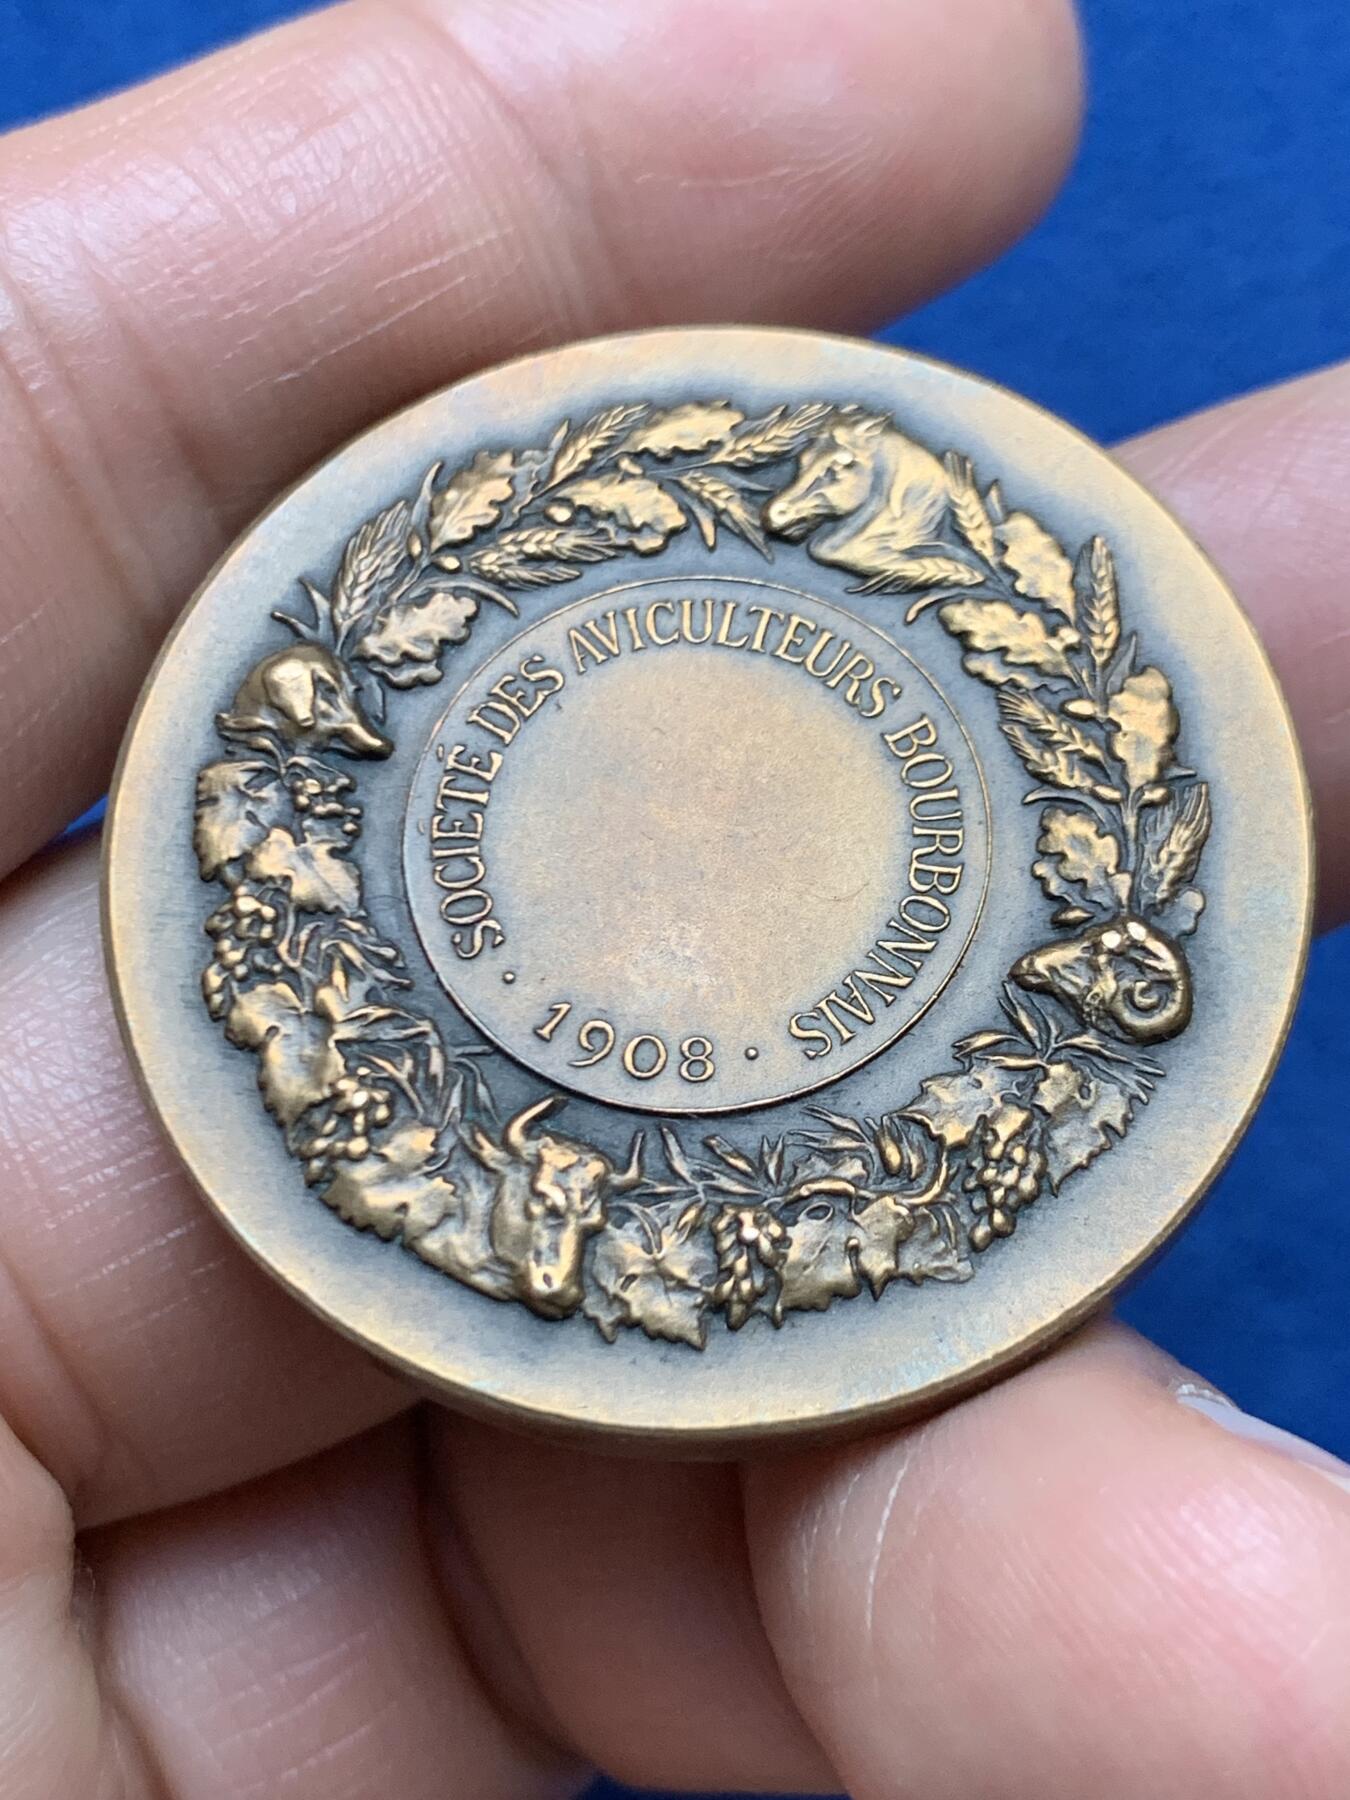 SOCIÉTÉ DES AVICULTEURS BOURBONNAIS
· 1908 ·